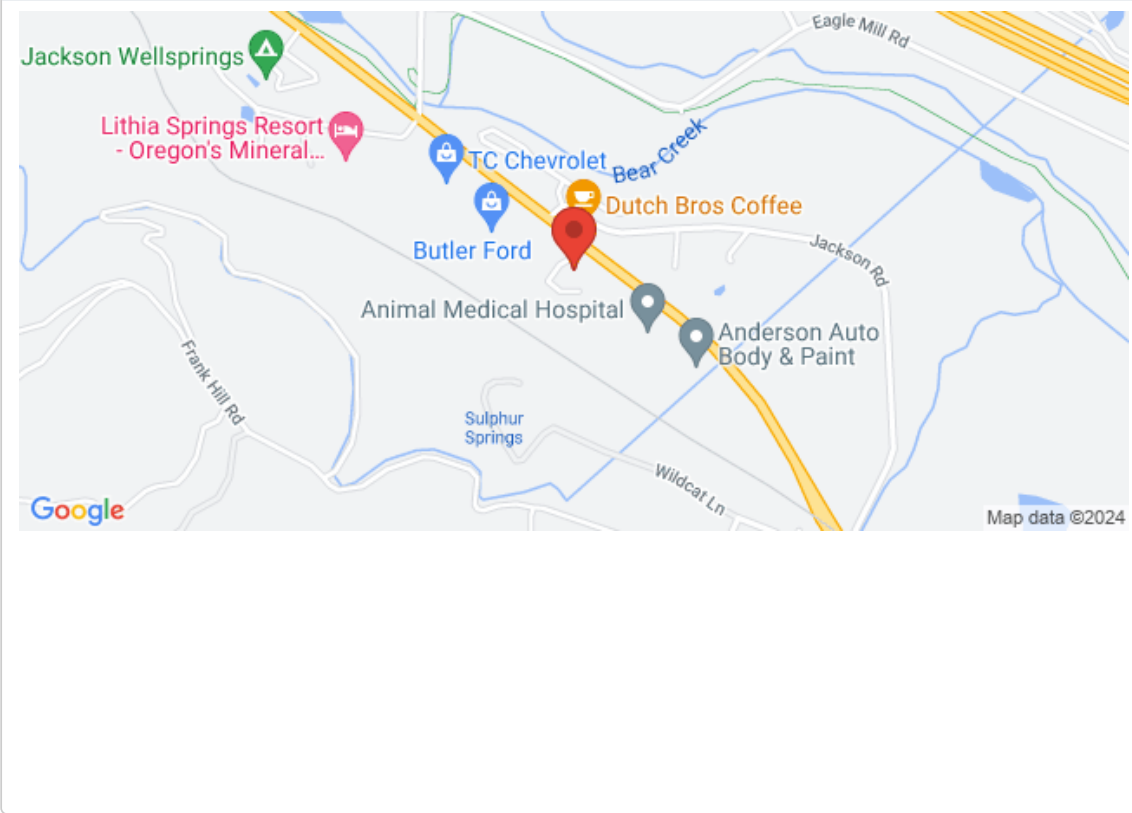 Eagle Mill Rd
Jackson Wellsprings
Lithia Springs Resort
- Oregon's Mineral...
TC Chevrolet
Bear Creek
Dutch Bros Coffee
Butler Ford
Jackson Rd
Animal Medical Hospital
Anderson Auto
Body & Paint
Frank Hill Rd
Sulphur
Springs
Wildcat Ln
Google
Map data ©2024